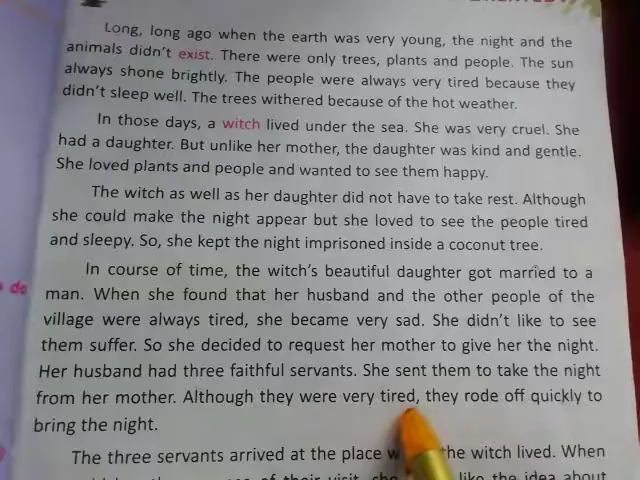 Long, long ago when the earth was very young, the night and the
animals didn't exist. There were only trees, plants and people. The sun
always shone brightly. The people were always very tired because they
didn't sleep well. The trees withered because of the hot weather.
In those days, a witch lived under the sea. She was very cruel. She
had a daughter. But unlike her mother, the daughter was kind and gentle.
She loved plants and people and wanted to see them happy.
The witch as well as her daughter did not have to take rest. Although
she could make the night appear but she loved to see the people tired
and sleepy. So, she kept the night imprisoned inside a coconut tree.
In course of time, the witch's beautiful daughter got married to a
man. When she found that her husband and the other people of the
village were always tired, she became very sad. She didn't like to see
them suffer. So she decided to request her mother to give her the night.
Her husband had three faithful servants. She sent them to take the night
from her mother. Although they were very tired, they rode off quickly to
bring the night.
The three servants arrived at the place the witch lived. When
of their visit, she like the idea about